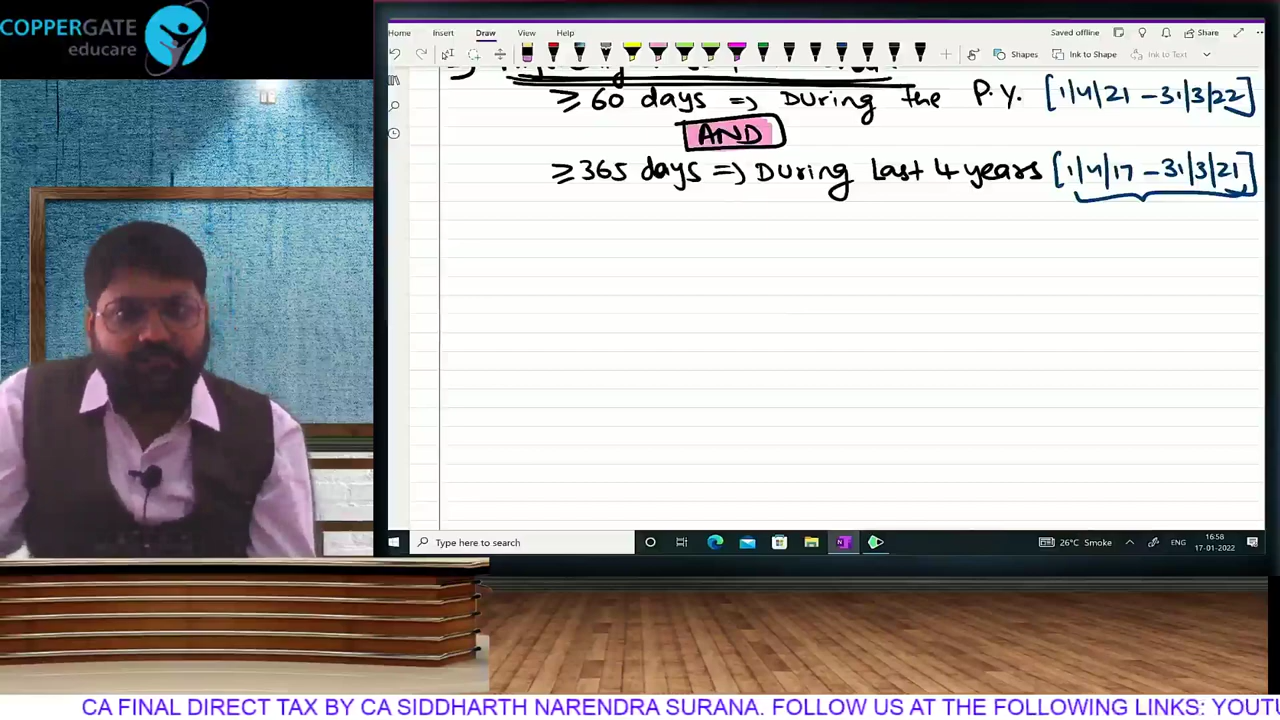 COPPERGATE
educare
Home Insert Draw View Help
Saved offline
Share
Shapes
Ink to Shape
Ink to Text
≥ 60 days => During the P.Y. [1/4/21 - 31/3/22]
AND
≥ 365 days => During last 4 years [1/4/17 - 31/3/21]
Type here to search
26°C Smoke
ENG
16:58
17-01-2022
CA FINAL DIRECT TAX BY CA SIDDHARTH NARENDRA SURANA. FOLLOW US AT THE FOLLOWING LINKS: YOUTU